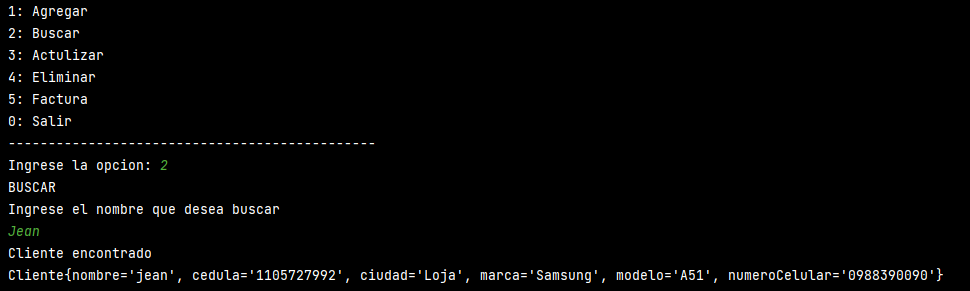 1: Agregar
2: Buscar
3: Actulizar
4: Eliminar
5: Factura
0: Salir
----------------------------------------------
Ingrese la opcion: 2
BUSCAR
Ingrese el nombre que desea buscar
Jean
Cliente encontrado
Cliente{nombre='jean', cedula='1105727992', ciudad='Loja', marca='Samsung', modelo='A51', numeroCelular='0988390090'}